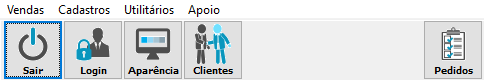 Vendas Cadastros Utilitários Apoio
Sair Login Aparência Clientes Pedidos